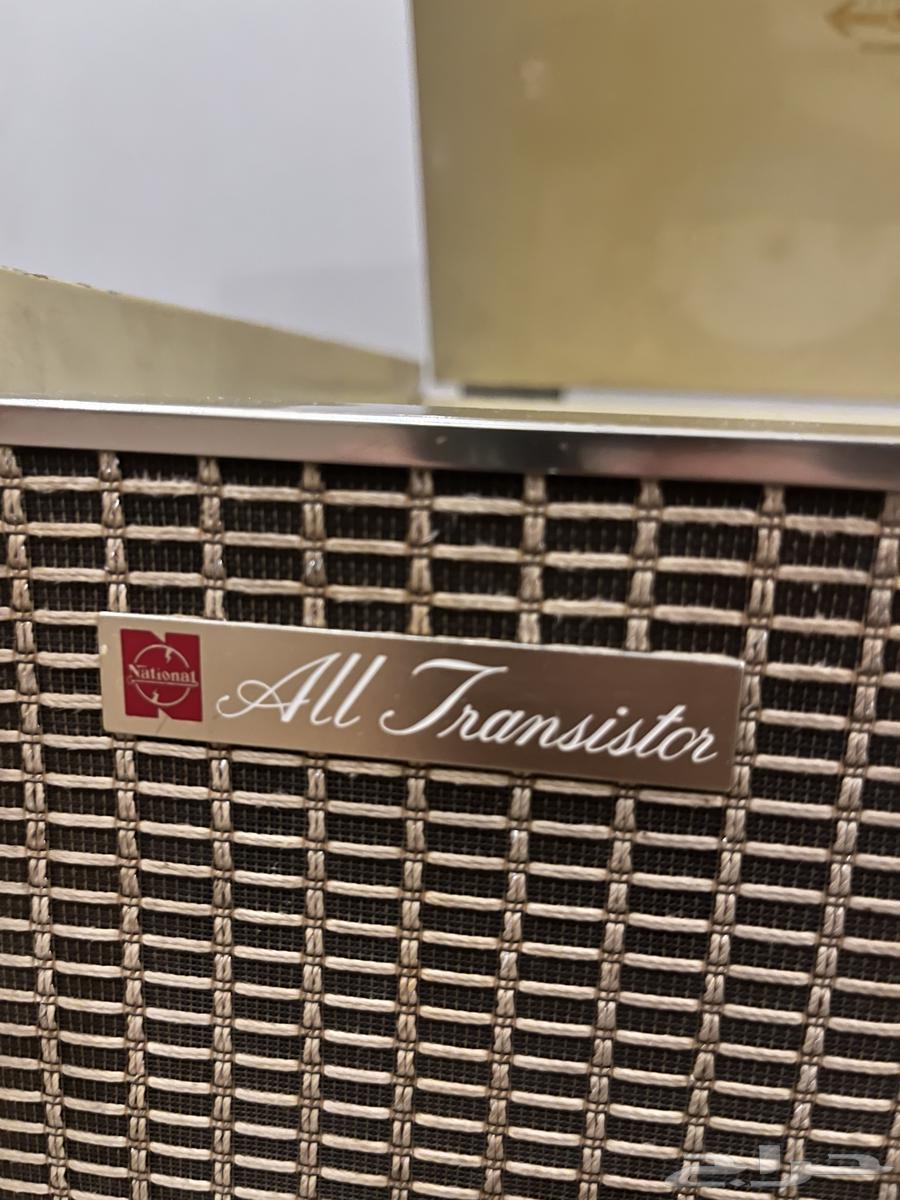 National
All Transistor
حراج